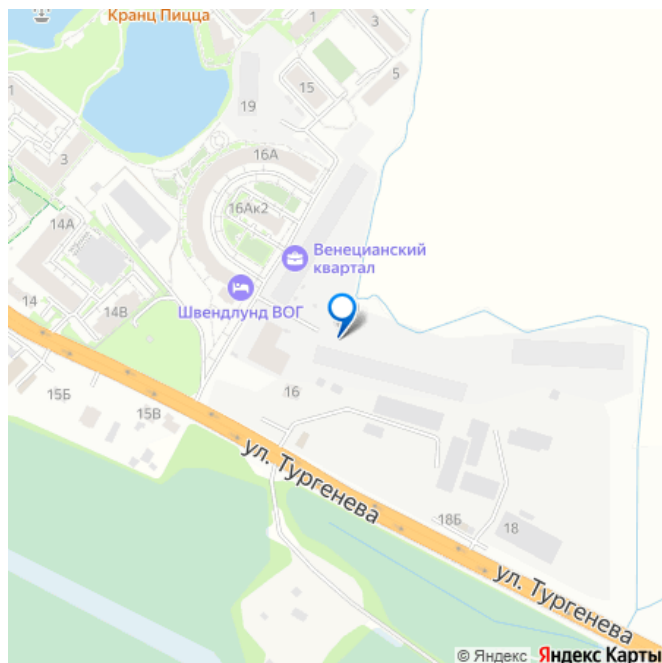 Кранц Пицца
1
3
5
15
19
1
3
16А
16Ак2
14А
Венецианский
квартал
Швендлунд ВОГ
14
14В
15Б
15В
16
ул. Тургенева
18Б
18
ул. Тургенева
© Яндекс Яндекс Карты